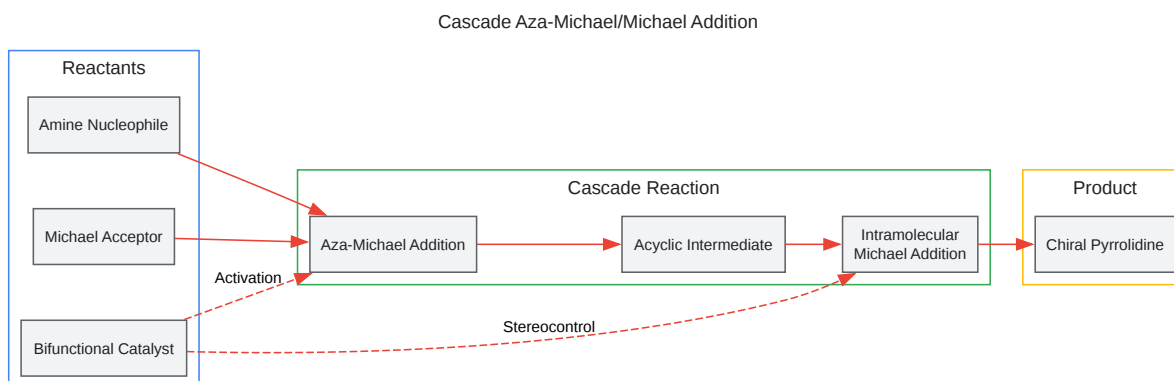 Cascade Aza-Michael/Michael Addition
Reactants
Amine Nucleophile
Michael Acceptor
Bifunctional Catalyst
Activation
Stereocontrol
Cascade Reaction
Aza-Michael Addition
Acyclic Intermediate
Intramolecular
Michael Addition
Product
Chiral Pyrrolidine